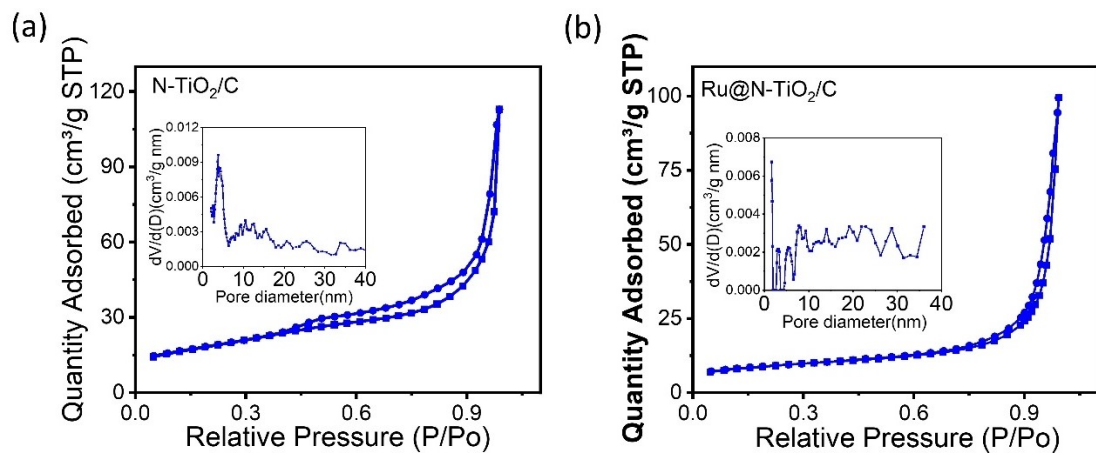 (a)
N-TiO₂/C
Quantity Adsorbed (cm³/g STP)
120
90
60
30
0
0.0 0.3 0.6 0.9
Relative Pressure (P/Po)
dV/d(D)(cm³/g nm)
0.012
0.009
0.006
0.003
0.000
0 10 20 30 40
Pore diameter(nm)
(b)
Ru@N-TiO₂/C
Quantity Adsorbed (cm³/g STP)
100
75
50
25
0
0.0 0.3 0.6 0.9
Relative Pressure (P/Po)
dV/d(D)(cm³/g nm)
0.008
0.006
0.004
0.002
0.000
0 10 20 30 40
Pore diameter(nm)